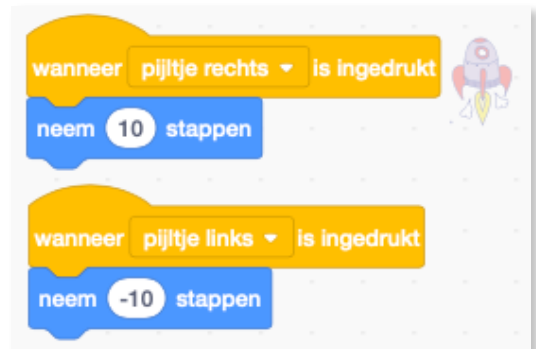 wanneer pijltje rechts is ingedrukt
neem 10 stappen
wanneer pijltje links is ingedrukt
neem -10 stappen